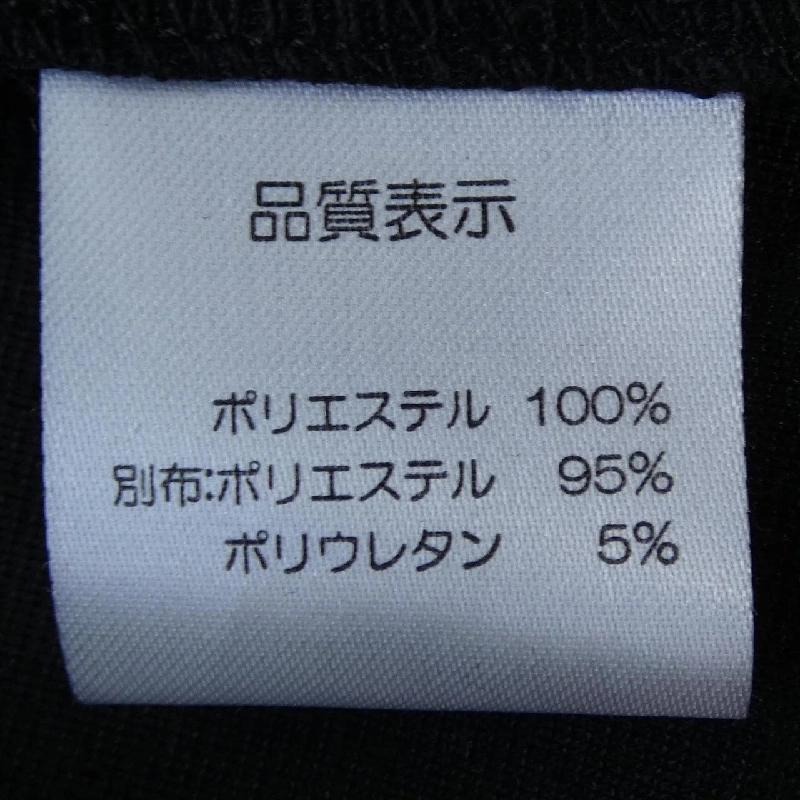 品質表示
ポリエステル 100%
別布:ポリエステル 95%
ポリウレタン 5%